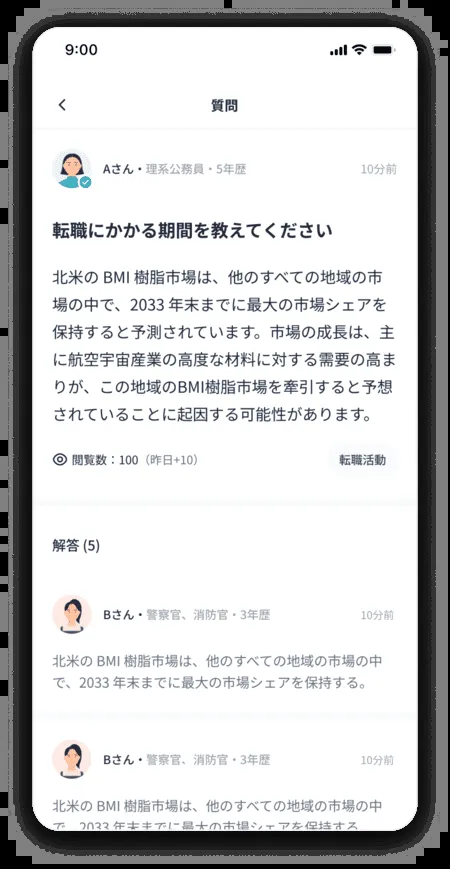 9:00
質問
Aさん・理系公務員・5年歴 10分前
転職にかかる期間を教えてください
北米の BMI 樹脂市場は、他のすべての地域の市
場の中で、2033 年末までに最大の市場シェアを
保持すると予測されています。市場の成長は、主
に航空宇宙産業の高度な材料に対する需要の高ま
りが、この地域のBMI樹脂市場を牽引すると予想
されていることに起因する可能性があります。
閲覧数：100（昨日+10） 転職活動
解答 (5)
Bさん・警察官、消防官・3年歴 10分前
北米の BMI 樹脂市場は、他のすべての地域の市場の中
で、2033 年末までに最大の市場シェアを保持する。
Bさん・警察官、消防官・3年歴 10分前
北米の BMI 樹脂市場は、他のすべての地域の市場の中
で、2033 年末までに最大の市場シェアを保持する。